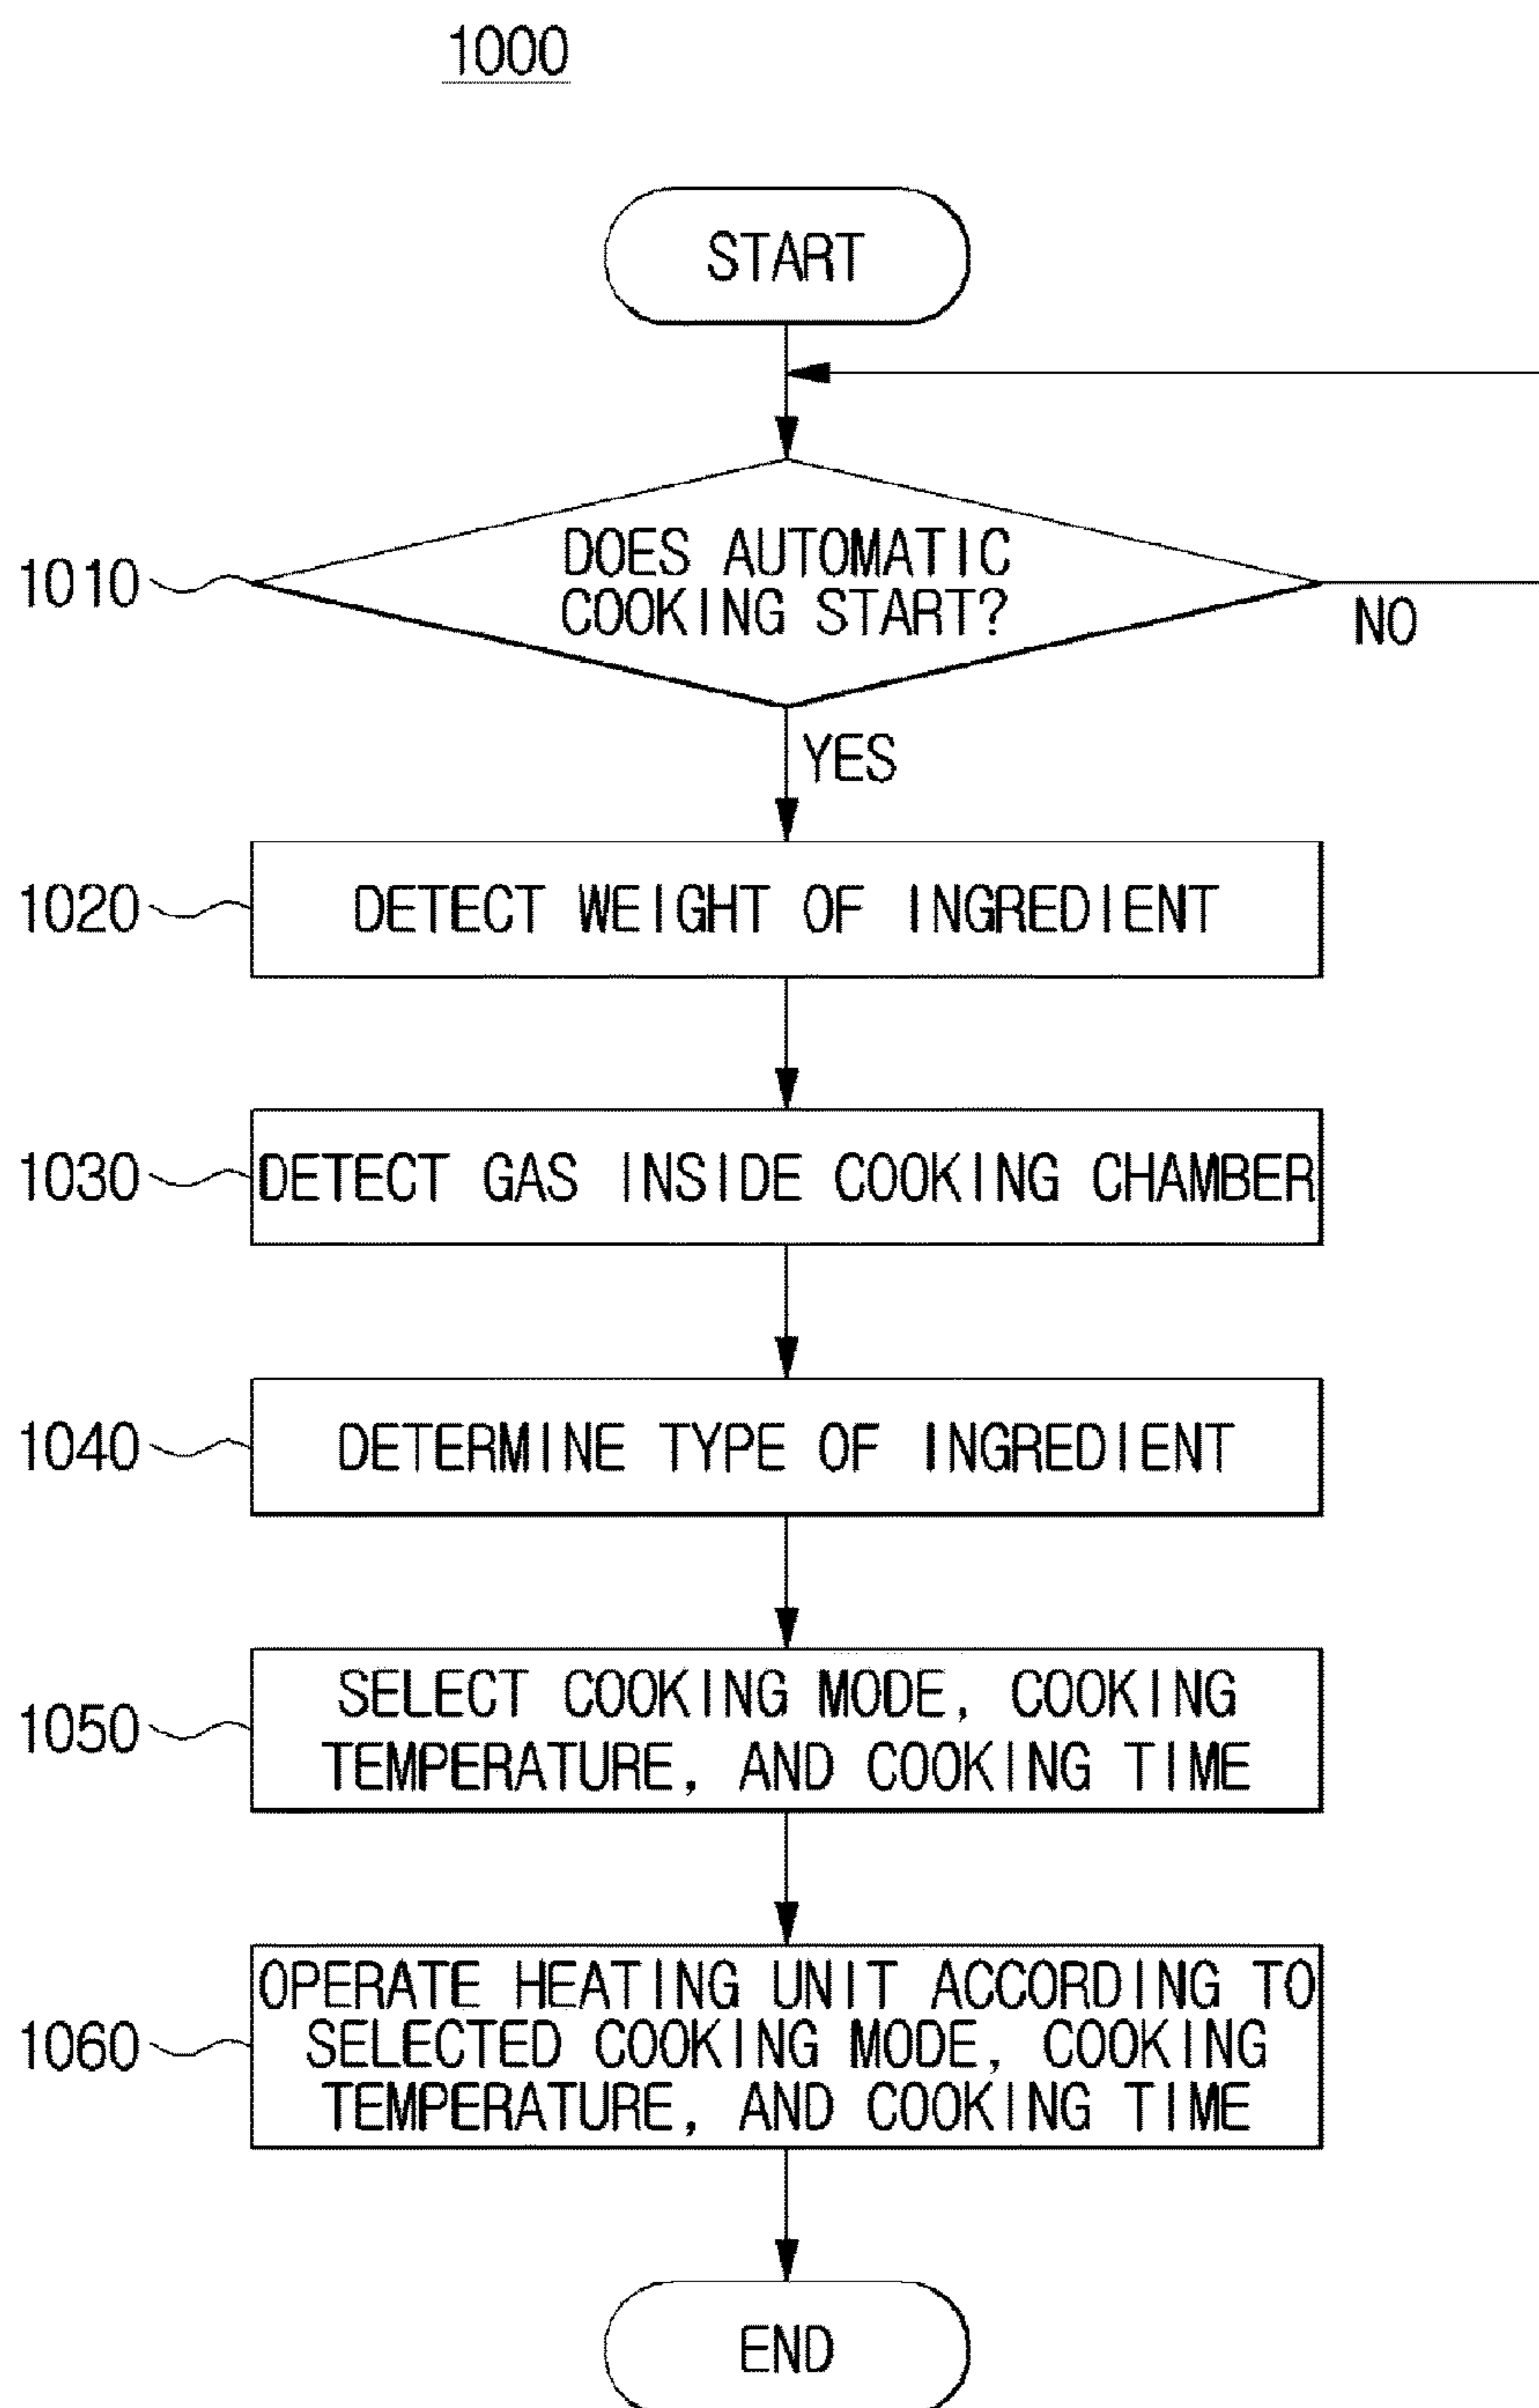 1000
START
1010
DOES AUTOMATIC
COOKING START?
NO
YES
1020
DETECT WEIGHT OF INGREDIENT
1030
DETECT GAS INSIDE COOKING CHAMBER
1040
DETERMINE TYPE OF INGREDIENT
1050
SELECT COOKING MODE, COOKING
TEMPERATURE, AND COOKING TIME
1060
OPERATE HEATING UNIT ACCORDING TO
SELECTED COOKING MODE, COOKING
TEMPERATURE, AND COOKING TIME
END